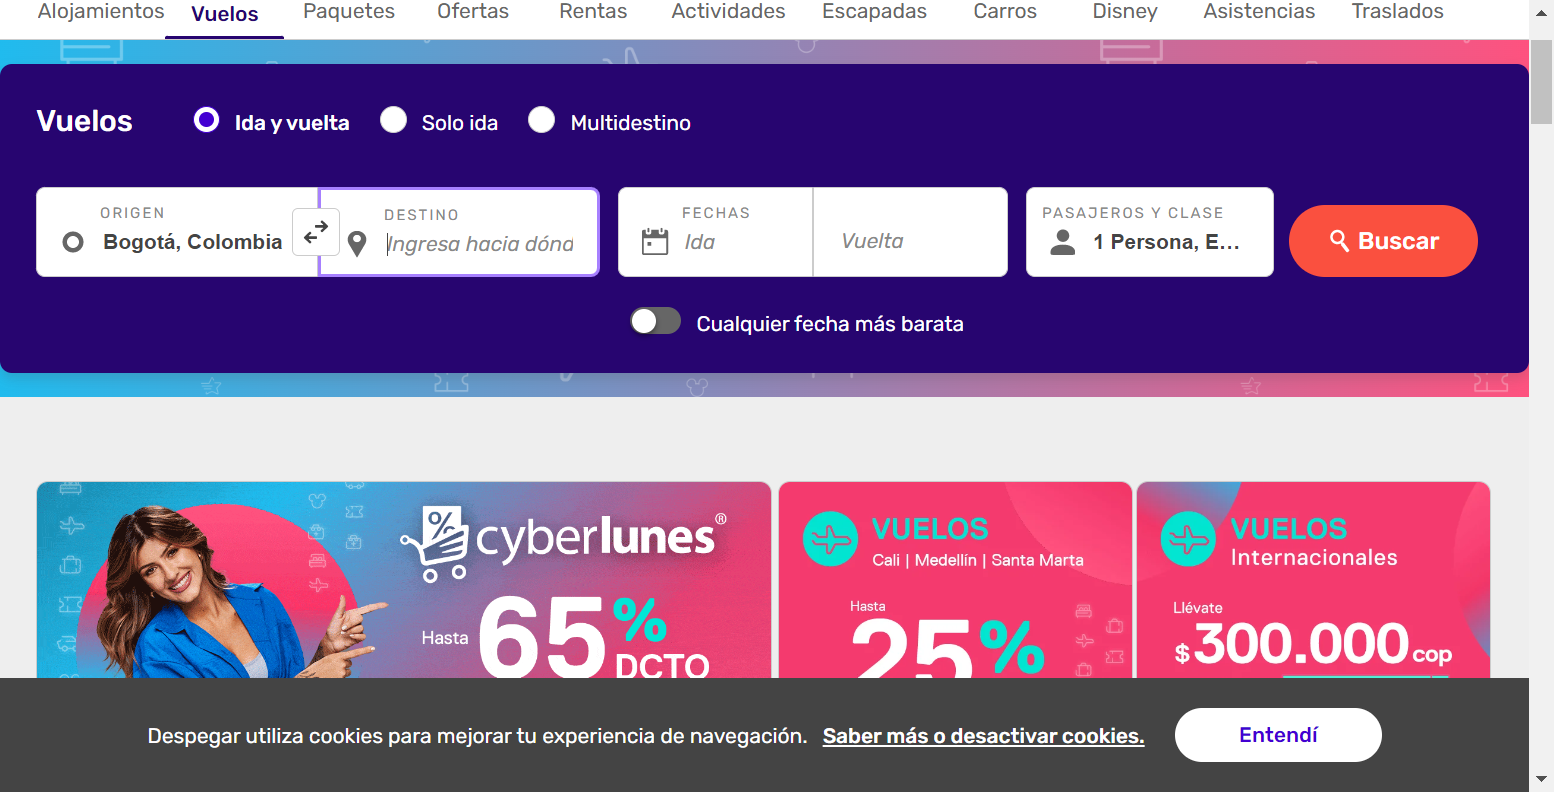 Alojamientos Vuelos Paquetes Ofertas Rentas Actividades Escapadas Carros Disney Asistencias Traslados
Vuelos Ida y vuelta Solo ida Multidestino
ORIGEN DESTINO FECHAS PASAJEROS Y CLASE
Bogotá, Colombia Ingresa hacia dónd Ida Vuelta 1 Persona, E... Buscar
Cualquier fecha más barata
cyberlunes®
Hasta 65%
DCTO
VUELOS
Cali | Medellín | Santa Marta
Hasta
25%
VUELOS
Internacionales
Llévate
$300.000 cop
Despegar utiliza cookies para mejorar tu experiencia de navegación. Saber más o desactivar cookies. Entendí